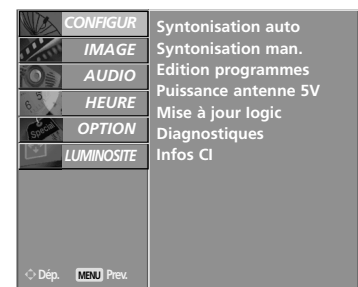 CONFIGUR
IMAGE
AUDIO
HEURE
OPTION
LUMINOSITE
Syntonisation auto
Syntonisation man.
Edition programmes
Puissance antenne 5V
Mise à jour logic
Diagnostiques
Infos CI
Dép. MENU Prev.